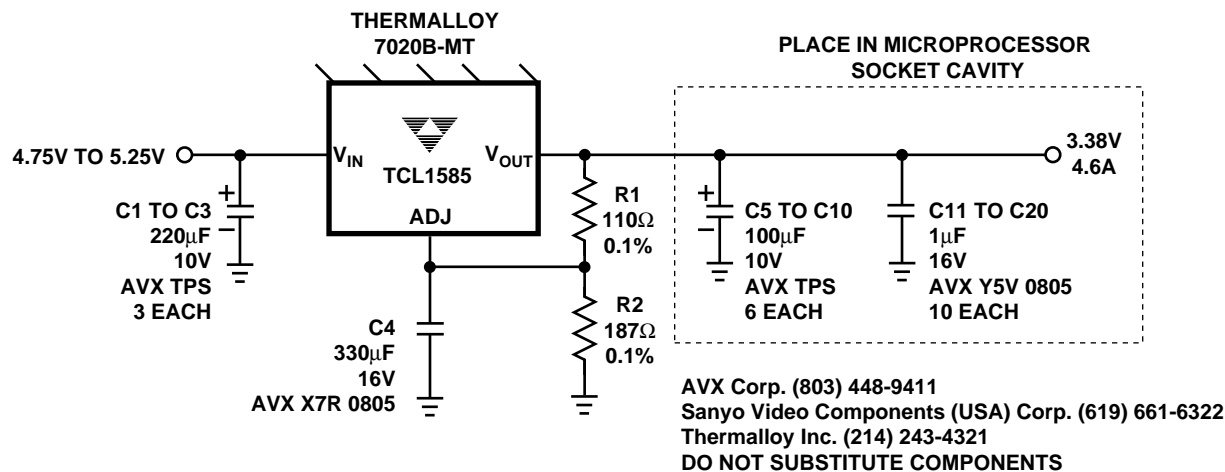 THERMALLOY
7020B-MT
PLACE IN MICROPROCESSOR
SOCKET CAVITY
4.75V TO 5.25V
VIN
VOUT
TCL1585
ADJ
3.38V
4.6A
+
–
C1 TO C3
220µF
10V
AVX TPS
3 EACH
R1
110Ω
0.1%
+
–
C5 TO C10
100µF
10V
AVX TPS
6 EACH
C11 TO C20
1µF
16V
AVX Y5V 0805
10 EACH
C4
330µF
16V
AVX X7R 0805
R2
187Ω
0.1%
AVX Corp. (803) 448-9411
Sanyo Video Components (USA) Corp. (619) 661-6322
Thermalloy Inc. (214) 243-4321
DO NOT SUBSTITUTE COMPONENTS